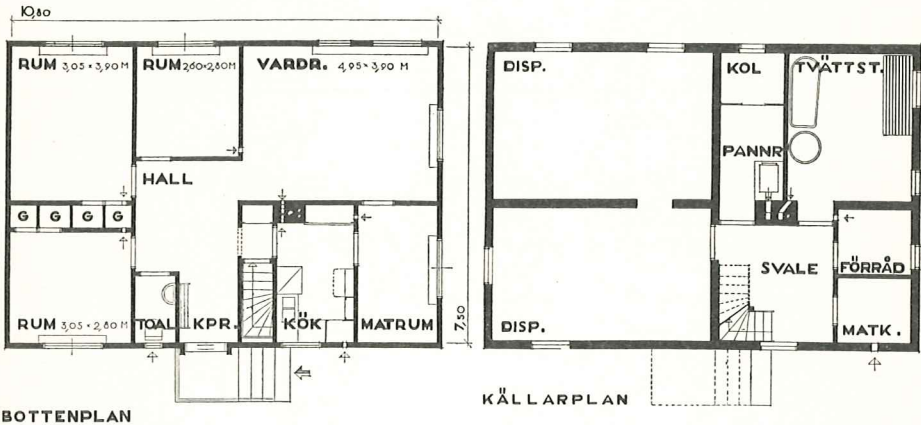 10,80
RUM 3,05 × 3,90 M
RUM 2,60×2,80 M
VARDR. 4,95 × 3,90 M
HALL
G G G G
RUM 3,05 × 2,80 M
TOAL
KPR.
KÖK
MATRUM
7,50
BOTTENPLAN
DISP.
KOL
TVÄTTST.
PANNR
SVALE
FÖRRÅD
DISP.
MATK.
KÄLLARPLAN